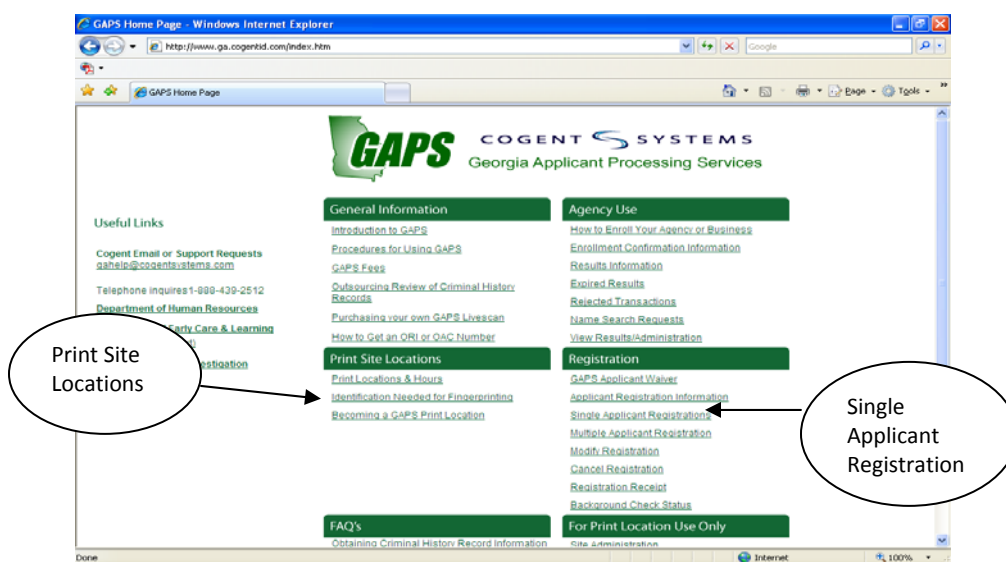 GAPS Home Page - Windows Internet Explorer
http://www.ga.cogentid.com/index.htm
Google
GAPS Home Page
Page
Tools
GAPS
COGENT SYSTEMS
Georgia Applicant Processing Services
Useful Links
Cogent Email or Support Requests
gahelp@cogentsystems.com
Telephone inquires1-888-439-2512
Department of Human Resources
Early Care & Learning
estigation
General Information
Introduction to GAPS
Procedures for Using GAPS
GAPS Fees
Outsourcing Review of Criminal History
Records
Purchasing your own GAPS Livescan
How to Get an ORI or OAC Number
Agency Use
How to Enroll Your Agency or Business
Enrollment Confirmation Information
Results Information
Expired Results
Rejected Transactions
Name Search Requests
View Results/Administration
Print Site Locations
Print Locations & Hours
Identification Needed for Fingerprinting
Becoming a GAPS Print Location
Registration
GAPS Applicant Waiver
Applicant Registration Information
Single Applicant Registrations
Multiple Applicant Registration
Modify Registration
Cancel Registration
Registration Receipt
Background Check Status
FAQ's
Obtaining Criminal History Record Information
For Print Location Use Only
Site Administration
Print Site
Locations
Single
Applicant
Registration
Done
Internet
100%